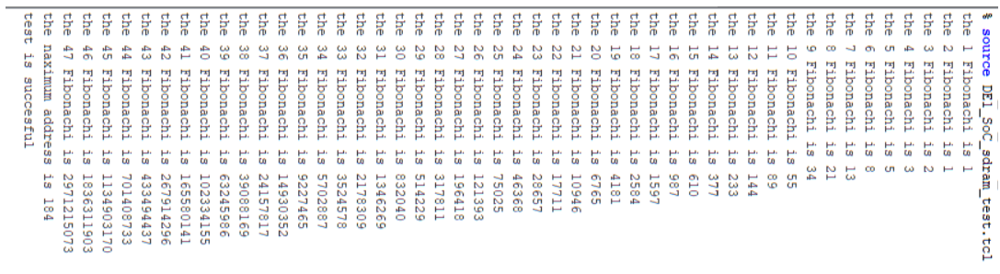 % source DE1_SoC_sdram_test.tcl
the 1 Fibonachi is 1
the 2 Fibonachi is 1
the 3 Fibonachi is 2
the 4 Fibonachi is 3
the 5 Fibonachi is 5
the 6 Fibonachi is 8
the 7 Fibonachi is 13
the 8 Fibonachi is 21
the 9 Fibonachi is 34
the 10 Fibonachi is 55
the 11 Fibonachi is 89
the 12 Fibonachi is 144
the 13 Fibonachi is 233
the 14 Fibonachi is 377
the 15 Fibonachi is 610
the 16 Fibonachi is 987
the 17 Fibonachi is 1597
the 18 Fibonachi is 2584
the 19 Fibonachi is 4181
the 20 Fibonachi is 6765
the 21 Fibonachi is 10946
the 22 Fibonachi is 17711
the 23 Fibonachi is 28657
the 24 Fibonachi is 46368
the 25 Fibonachi is 75025
the 26 Fibonachi is 121393
the 27 Fibonachi is 196418
the 28 Fibonachi is 317811
the 29 Fibonachi is 514229
the 30 Fibonachi is 832040
the 31 Fibonachi is 1346269
the 32 Fibonachi is 2178309
the 33 Fibonachi is 3524578
the 34 Fibonachi is 5702887
the 35 Fibonachi is 9227465
the 36 Fibonachi is 14930352
the 37 Fibonachi is 24157817
the 38 Fibonachi is 39088169
the 39 Fibonachi is 63245986
the 40 Fibonachi is 102334155
the 41 Fibonachi is 165580141
the 42 Fibonachi is 267914296
the 43 Fibonachi is 433494437
the 44 Fibonachi is 701408733
the 45 Fibonachi is 1134903170
the 46 Fibonachi is 1836311903
the 47 Fibonachi is 2971215073
the maximum address is 184
test is succesful